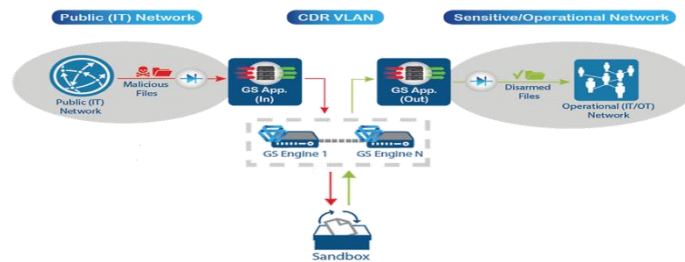 Public (IT) Network
CDR VLAN
Sensitive/Operational Network
Public (IT)
Network
Malicious
Files
GS App.
(In)
GS App.
(Out)
Disarmed
Files
Operational (IT/OT)
Network
GS Engine 1
GS Engine N
Sandbox